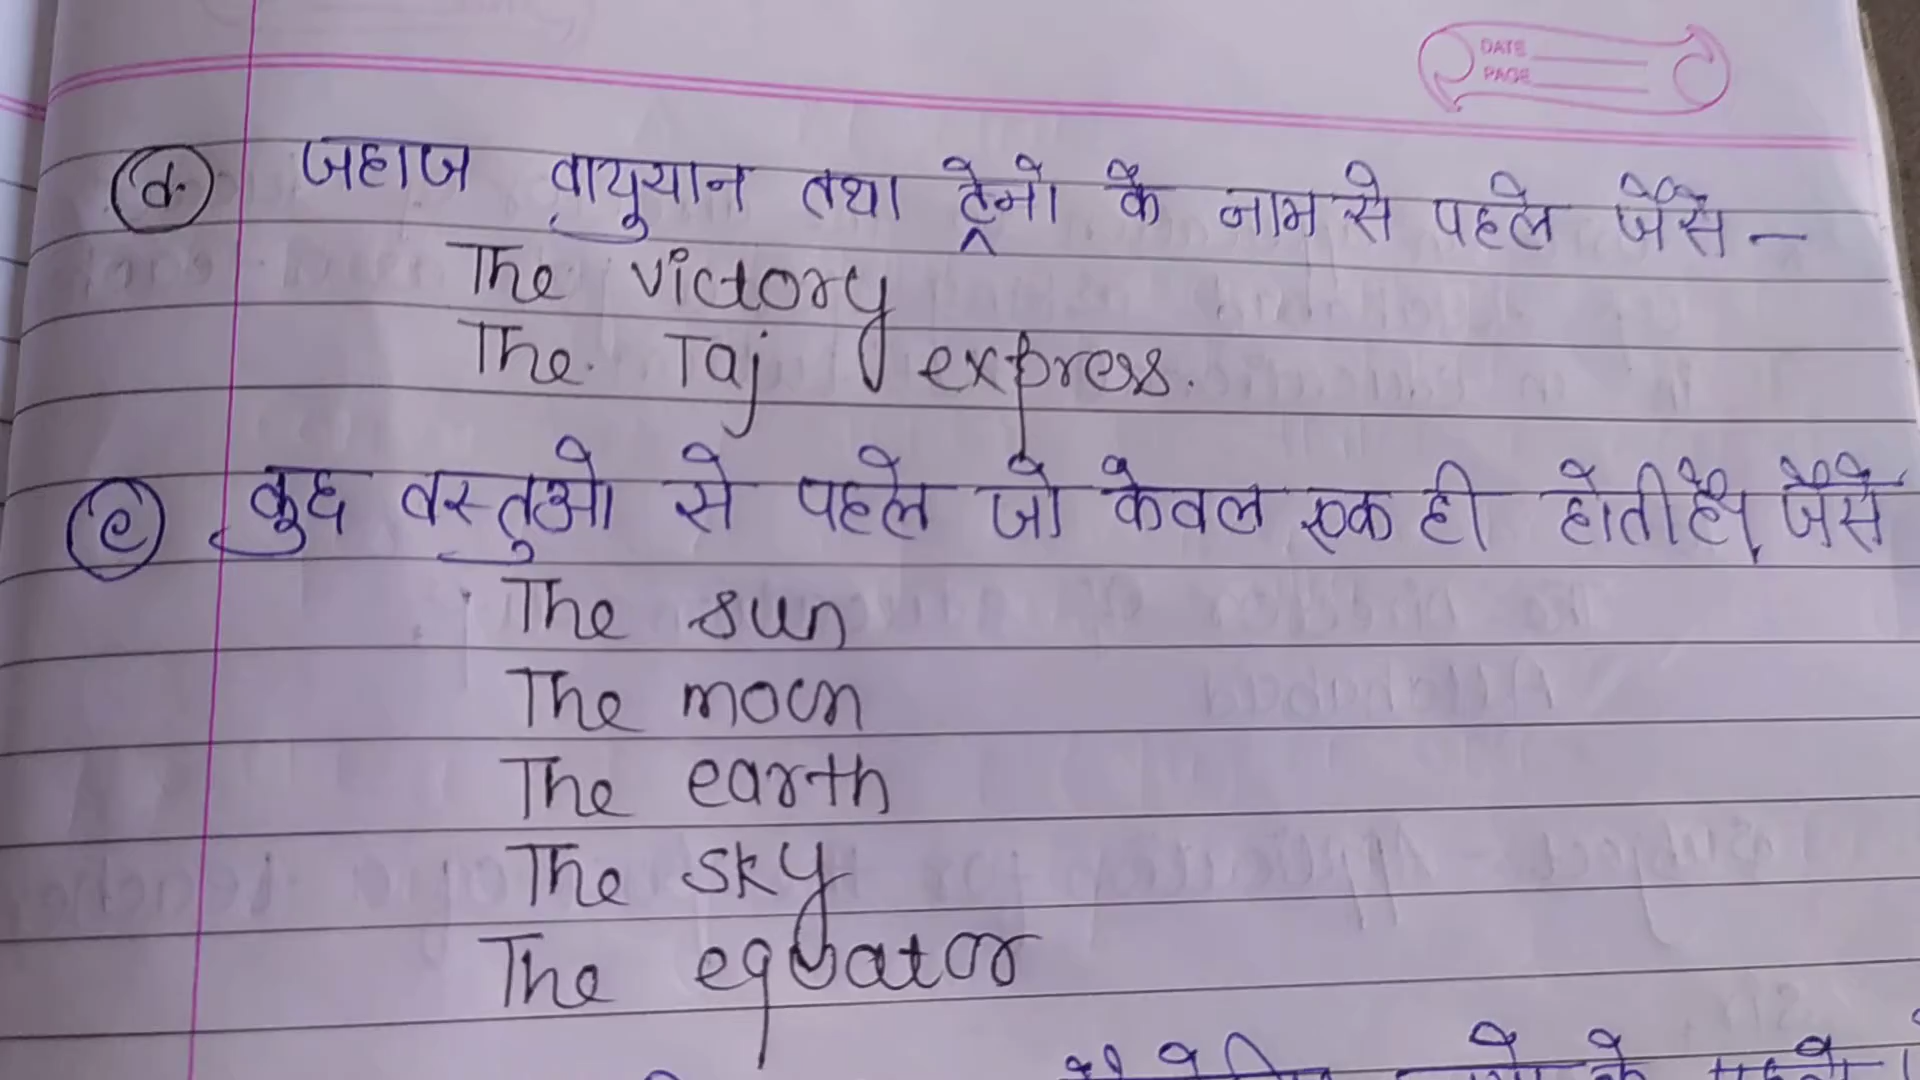 DATE
PAGE
d. जहाज वायुयान तथा ट्रेनो के नाम से पहले जैसे -
The victory
The Taj express.
e कुछ वस्तुओ से पहले जो केवल एक ही होती है। जैसे
The sun
The moon
The earth
The sky
The equator